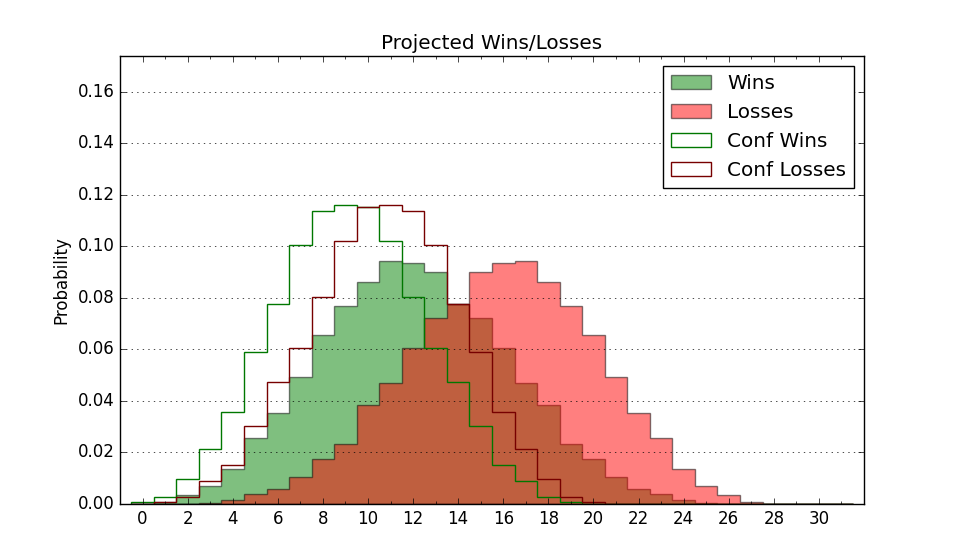 Projected Wins/Losses
Probability
0.16
0.14
0.12
0.10
0.08
0.06
0.04
0.02
0.00
0 2 4 6 8 10 12 14 16 18 20 22 24 26 28 30
Wins
Losses
Conf Wins
Conf Losses